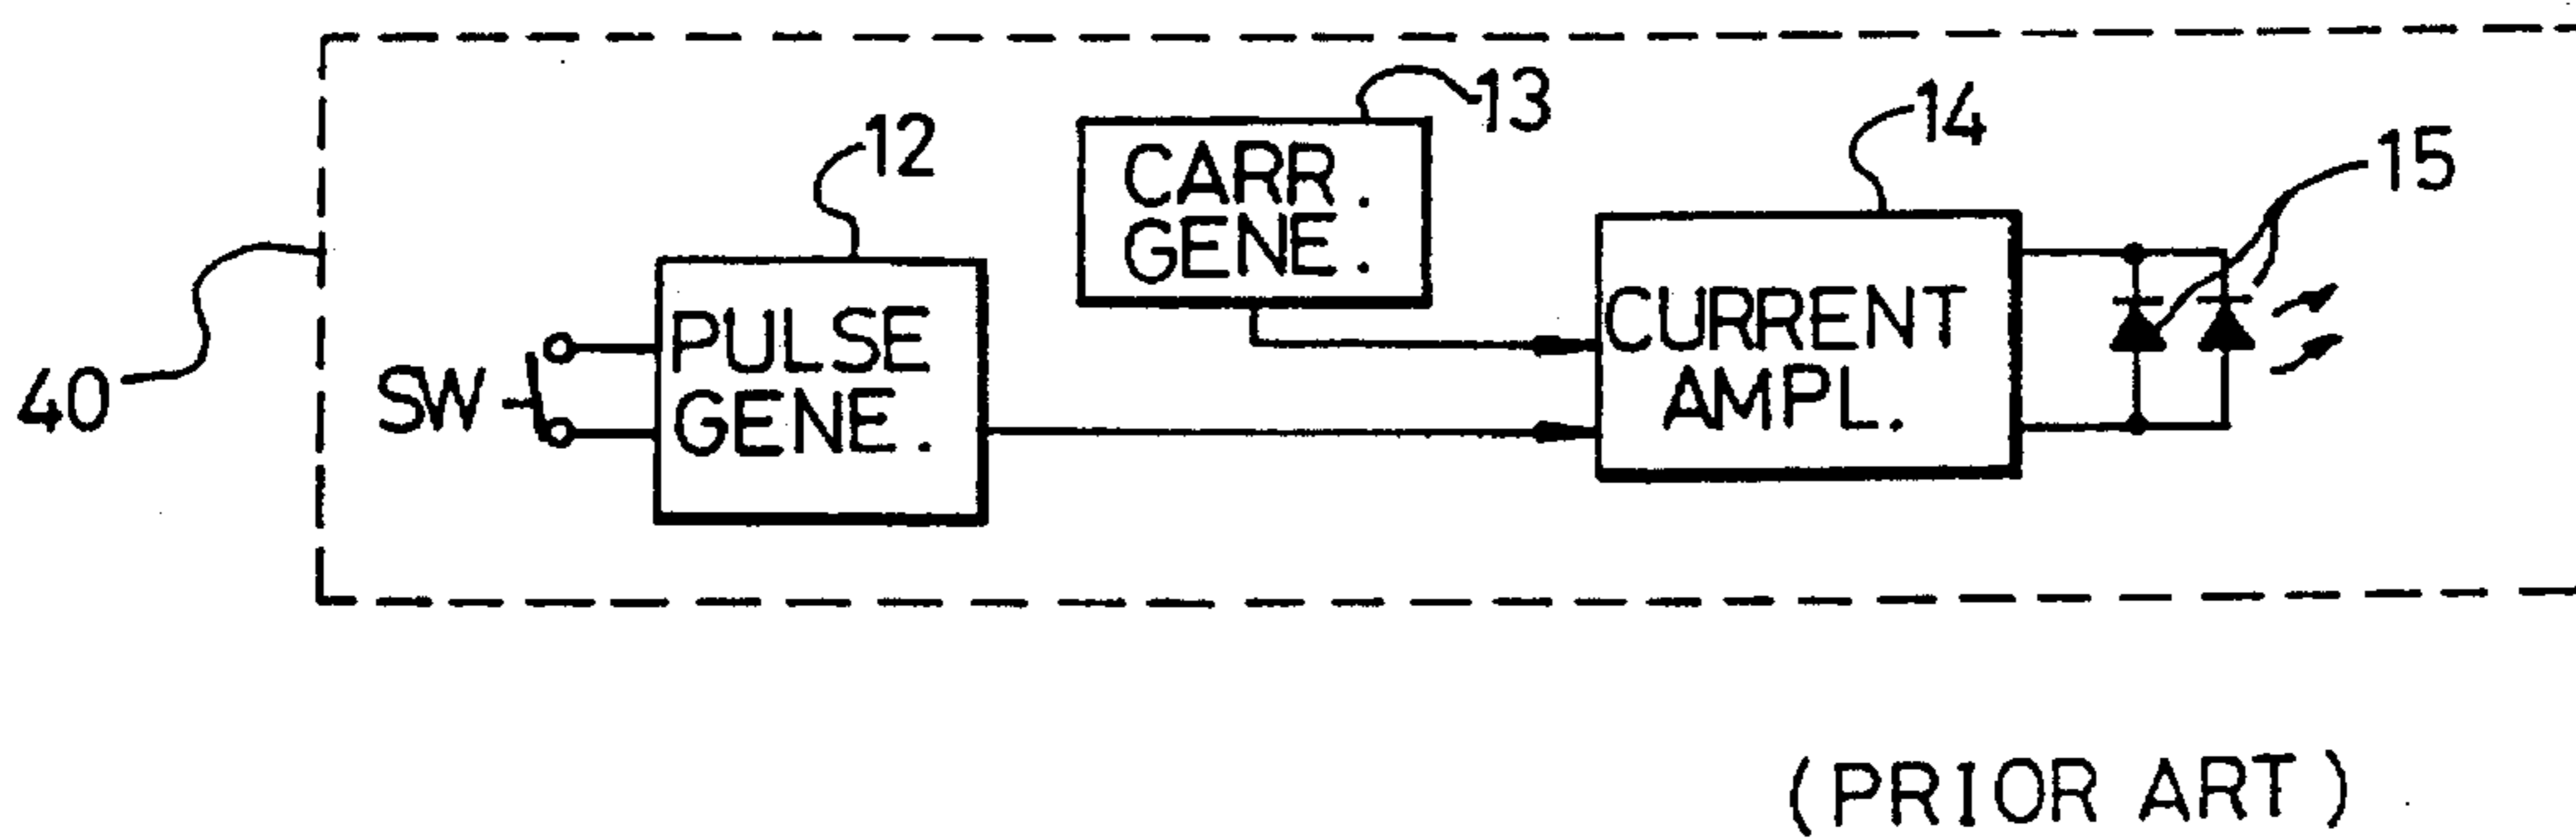 40
SW
12
PULSE
GENE.
13
CARR.
GENE.
14
CURRENT
AMPL.
15
(PRIOR ART)